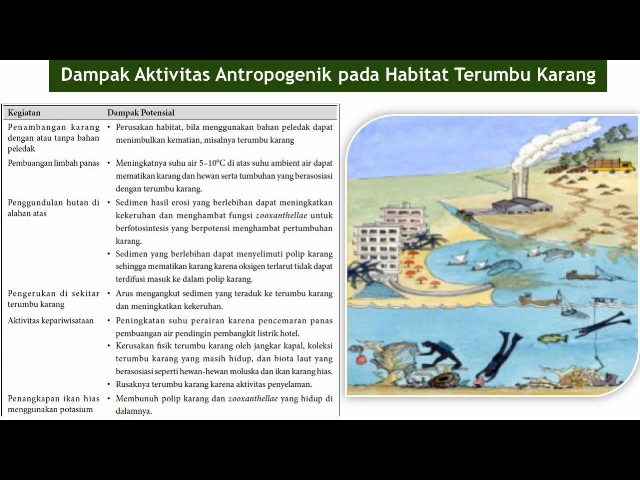 Dampak Aktivitas Antropogenik pada Habitat Terumbu Karang
Kegiatan Dampak Potensial
Penambangan karang dengan atau tanpa bahan peledak
• Perusakan habitat, bila menggunakan bahan peledak dapat
menimbulkan kematian, misalnya terumbu karang
Pembuangan limbah panas
• Meningkatnya suhu air 5–10°C di atas suhu ambient air dapat
mematikan karang dan hewan serta tumbuhan yang berasosiasi
dengan terumbu karang.
Penggundulan hutan di
alahan atas
• Sedimen hasil erosi yang berlebihan dapat meningkatkan
kekeruhan dan menghambat fungsi zooxanthellae untuk
berfotosintesis yang berpotensi menghambat pertumbuhan
karang.
• Sedimen yang berlebihan dapat menyelimuti polip karang
sehingga mematikan karang karena oksigen terlarut tidak dapat
terdifusi masuk ke dalam polip karang.
Pengerukan di sekitar
terumbu karang
• Arus mengangkut sedimen yang teraduk ke terumbu karang
dan meningkatkan kekeruhan.
Aktivitas kepariwisataan
• Peningkatan suhu perairan karena pencemaran panas
pembuangan air pendingin pembangkit listrik hotel.
• Kerusakan fisik terumbu karang oleh jangkar kapal, koleksi
terumbu karang yang masih hidup, dan biota laut yang
berasosiasi seperti hewan-hewan moluska dan ikan karang hias.
• Rusaknya terumbu karang karena aktivitas penyelaman.
Penangkapan ikan hias
menggunakan potasium
• Membunuh polip karang dan zooxanthellae yang hidup di
dalamnya.